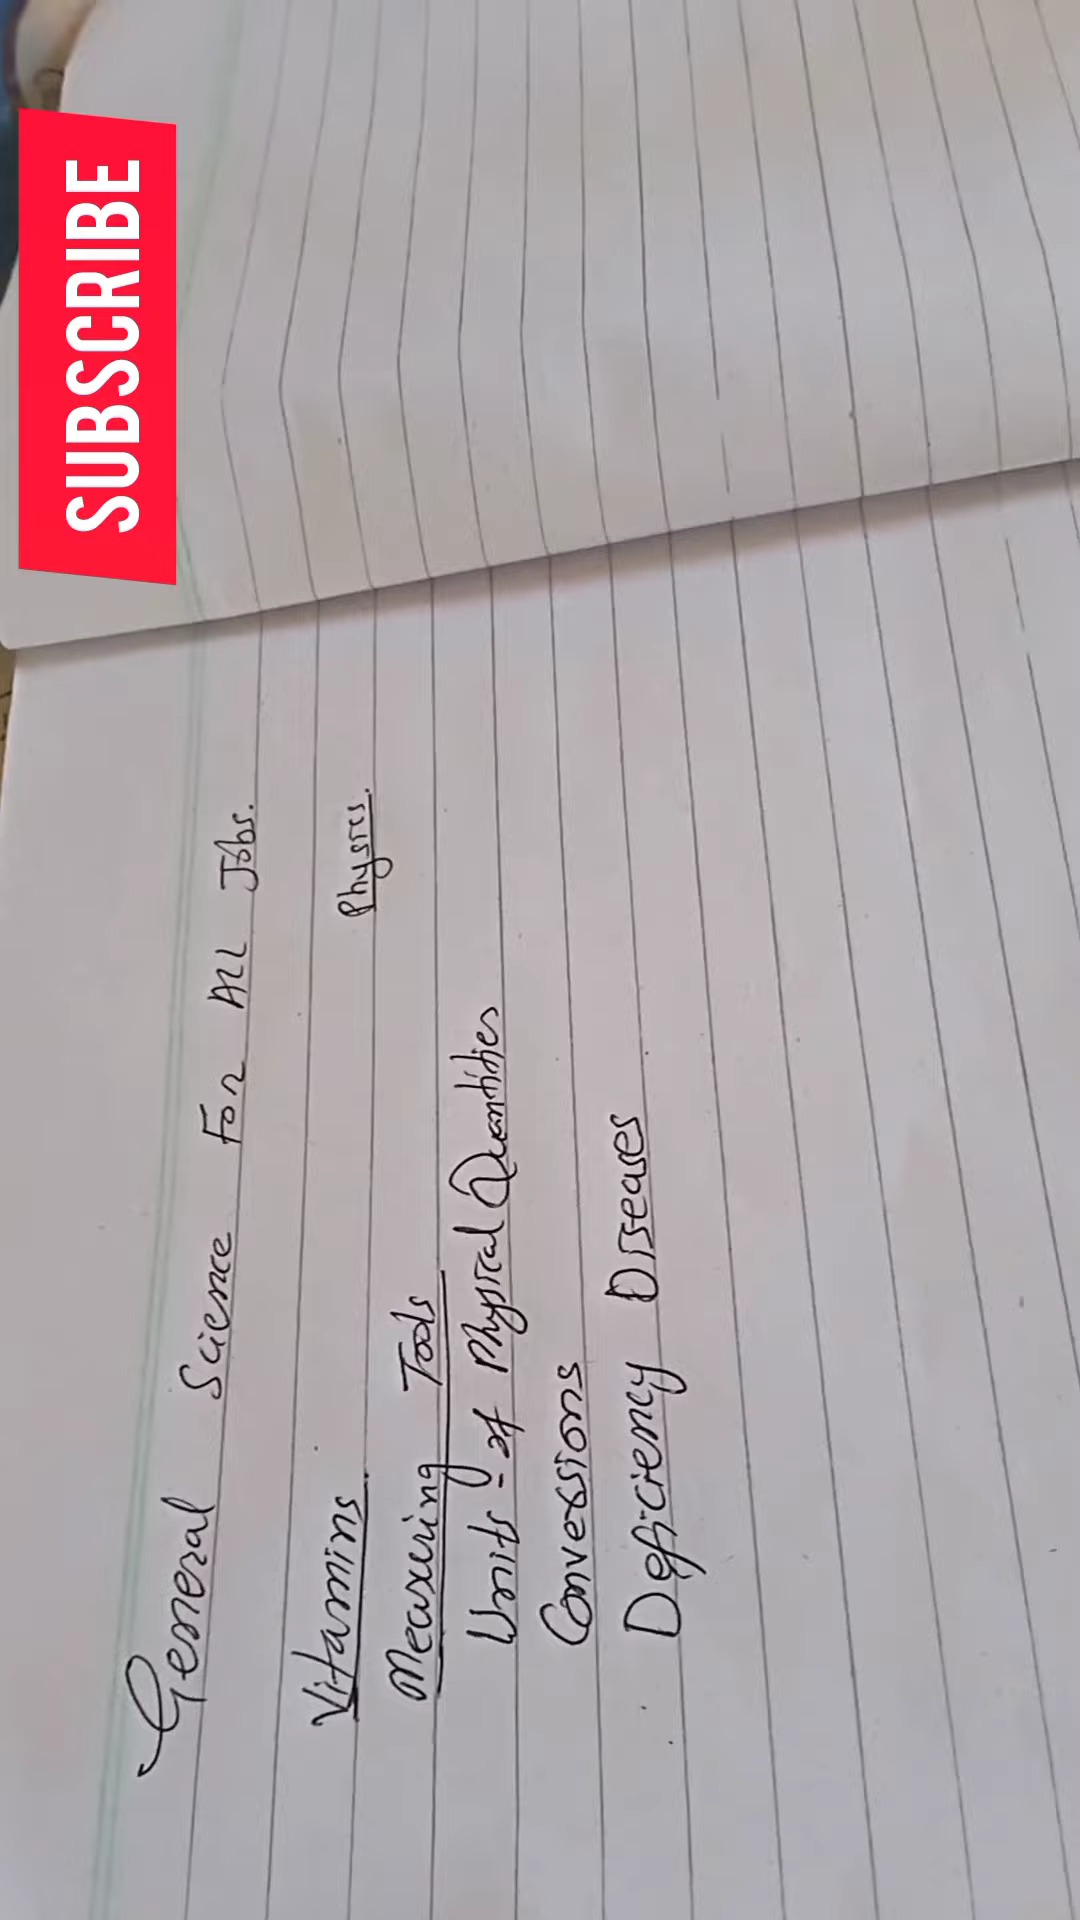 SUBSCRIBE
General Science For All Jobs.
Vitamins Physics.
Measuring Tools
Units of Physical Quantities
Conversions
Deficiency Diseases